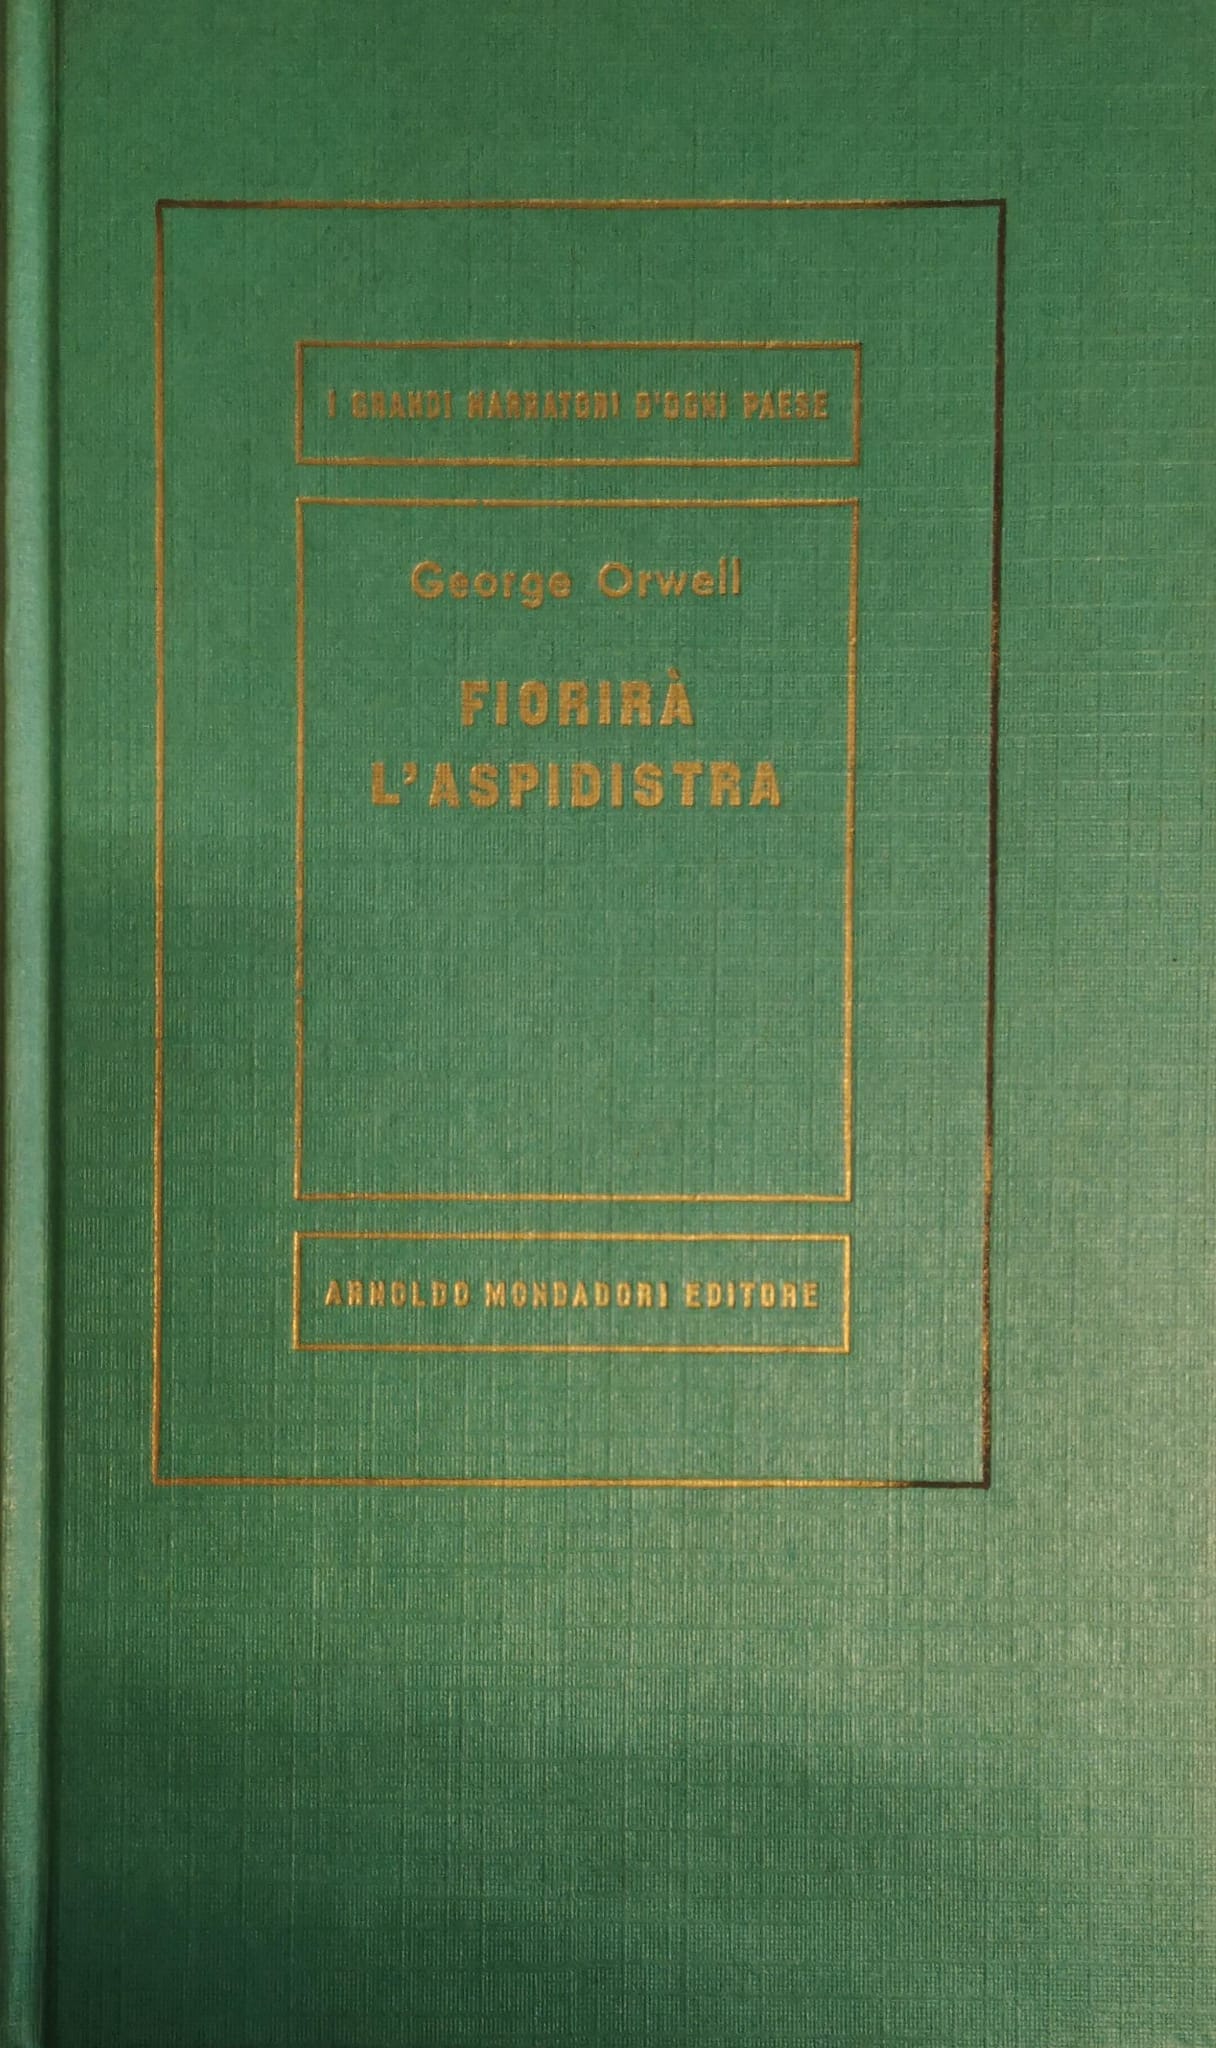 I GRANDI NARRATORI D'OGNI PAESE
George Orwell
FIORIRÀ
L'ASPIDISTRA
ARNOLDO MONDADORI EDITORE